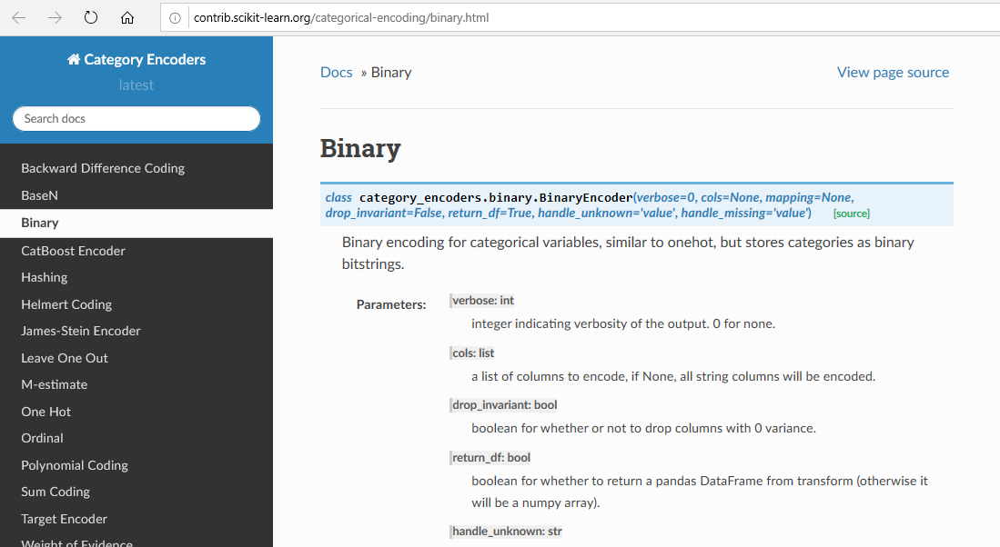 contrib.scikit-learn.org/categorical-encoding/binary.html
Category Encoders
latest
Search docs
Backward Difference Coding
BaseN
Binary
CatBoost Encoder
Hashing
Helmert Coding
James-Stein Encoder
Leave One Out
M-estimate
One Hot
Ordinal
Polynomial Coding
Sum Coding
Target Encoder
Weight of Evidence
Docs » Binary
View page source
Binary
class category_encoders.binary.BinaryEncoder(verbose=0, cols=None, mapping=None,
drop_invariant=False, return_df=True, handle_unknown='value', handle_missing='value') [source]
Binary encoding for categorical variables, similar to onehot, but stores categories as binary
bitstrings.
Parameters:
verbose: int
integer indicating verbosity of the output. 0 for none.
cols: list
a list of columns to encode, if None, all string columns will be encoded.
drop_invariant: bool
boolean for whether or not to drop columns with 0 variance.
return_df: bool
boolean for whether to return a pandas DataFrame from transform (otherwise it
will be a numpy array).
handle_unknown: str